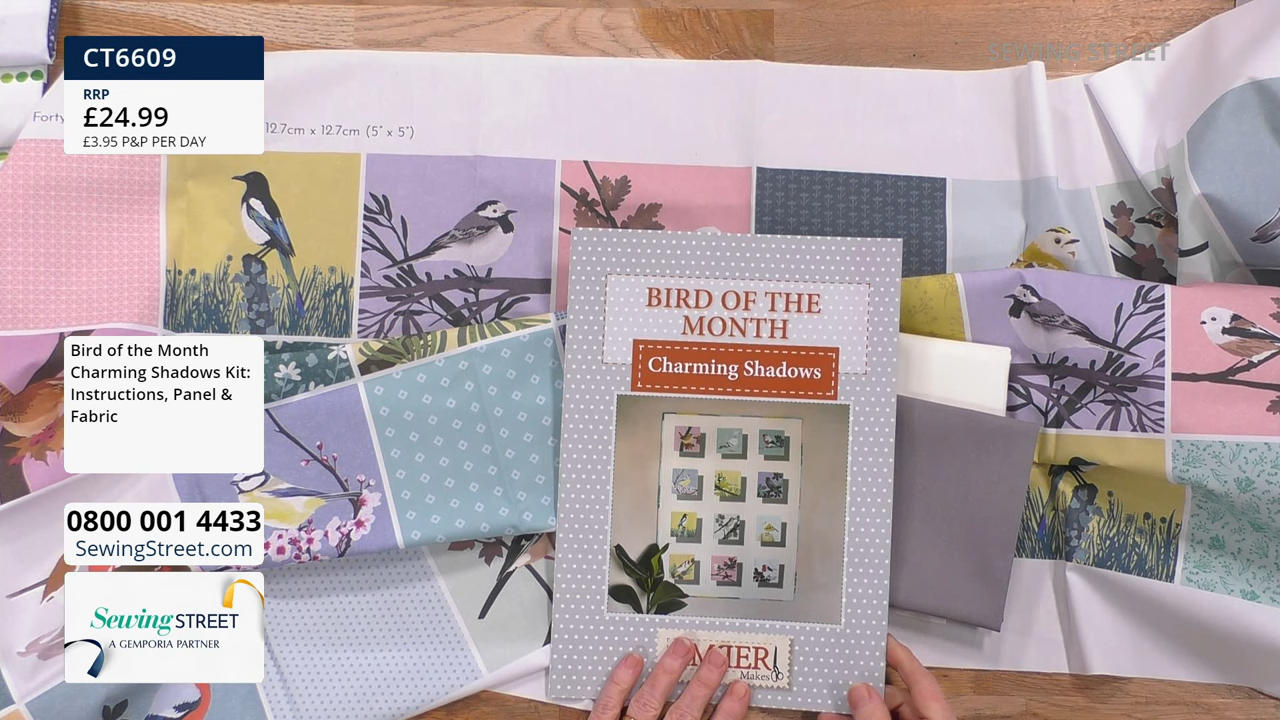 CT6609
RRP
£24.99
£3.95 P&P PER DAY
SEWING STREET
Forty
12.7cm x 12.7cm (5" x 5")
BIRD OF THE
MONTH
Charming Shadows
Bird of the Month
Charming Shadows Kit:
Instructions, Panel &
Fabric
0800 001 4433
SewingStreet.com
Sewing STREET
A GEMPORIA PARTNER
Makes